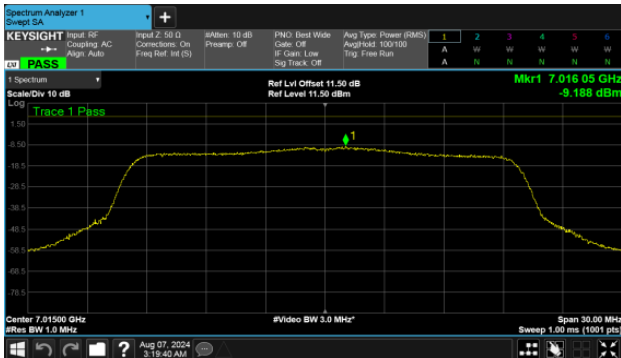 Spectrum Analyzer 1
Swept SA
+
KEYSIGHT
Input: RF
Coupling: AC
Align: Auto
Input Z: 50 Ω
Corrections: On
Freq Ref: Int (S)
#Atten: 10 dB
Preamp: Off
PNO: Best Wide
Gate: Off
IF Gain: Low
Sig Track: Off
Avg Type: Power (RMS)
Avg|Hold: 100/100
Trig: Free Run
1 2 3 4 5 6
A W W W W W
A N N N N N
LXI PASS
1 Spectrum
Scale/Div 10 dB
Ref Lvl Offset 11.50 dB
Ref Level 11.50 dBm
Mkr1 7.016 05 GHz
-9.188 dBm
Log
Trace 1 Pass
1.50
-8.50
1
-18.5
-28.5
-38.5
-48.5
-58.5
-68.5
-78.5
Center 7.01500 GHz
#Res BW 1.0 MHz
#Video BW 3.0 MHz*
Span 30.00 MHz
Sweep 1.00 ms (1001 pts)
?
Aug 07, 2024
3:19:40 AM